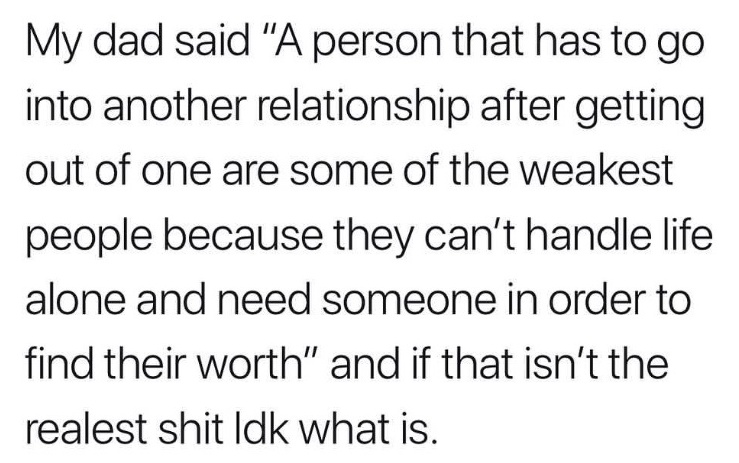 My dad said "A person that has to go
into another relationship after getting
out of one are some of the weakest
people because they can't handle life
alone and need someone in order to
find their worth" and if that isn't the
realest shit Idk what is.